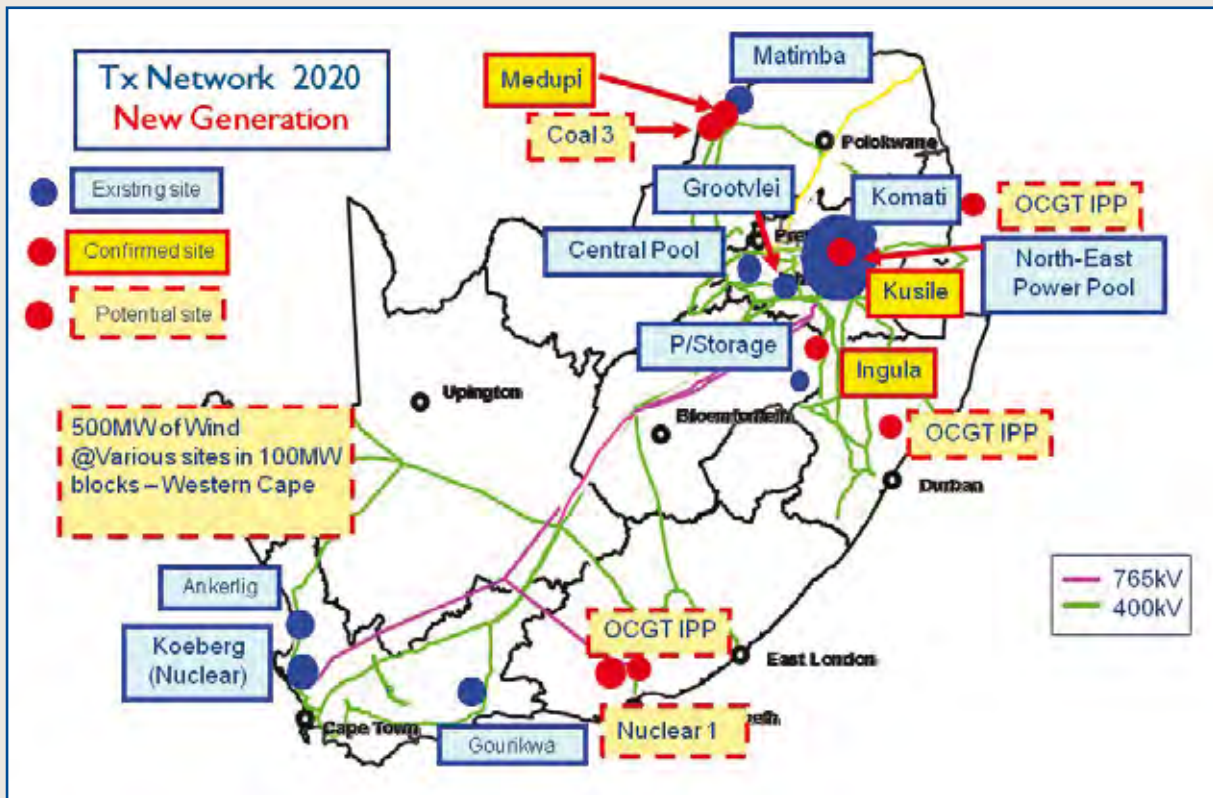 Tx Network 2020
New Generation
Existing site
Confirmed site
Potential site
Matimba
Medupi
Coal 3
Polokwane
Grootvlei
Komati
OCGT IPP
Central Pool
North-East
Power Pool
Kusile
P/Storage
Ingula
Upington
Bloemfontein
OCGT IPP
500MW of Wind
@Various sites in 100MW
blocks – Western Cape
Durban
765kV
400kV
Ankerlig
OCGT IPP
Koeberg
(Nuclear)
East London
Cape Town
Gourikwa
Nuclear 1